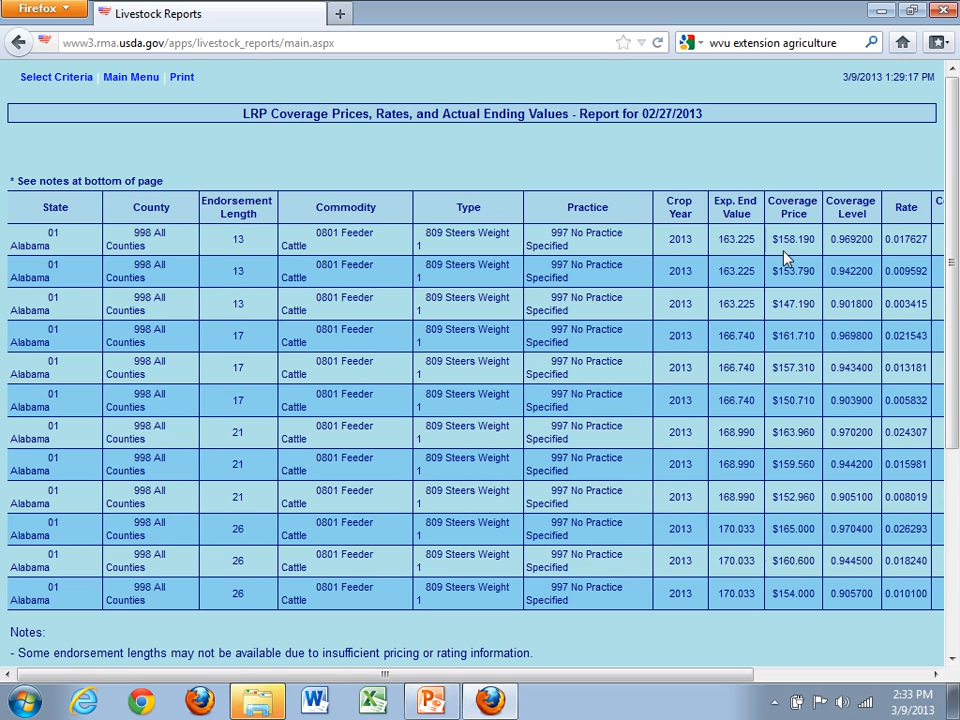 Firefox
Livestock Reports
www3.rma.usda.gov/apps/livestock_reports/main.aspx
wvu extension agriculture
Select Criteria | Main Menu | Print
3/9/2013 1:29:17 PM
LRP Coverage Prices, Rates, and Actual Ending Values - Report for 02/27/2013
* See notes at bottom of page
State County Endorsement Length Commodity Type Practice Crop Year Exp. End Value Coverage Price Coverage Level Rate C
01 Alabama 998 All Counties 13 0801 Feeder Cattle 809 Steers Weight 1 997 No Practice Specified 2013 163.225 $158.190 0.969200 0.017627
01 Alabama 998 All Counties 13 0801 Feeder Cattle 809 Steers Weight 1 997 No Practice Specified 2013 163.225 $153.790 0.942200 0.009592
01 Alabama 998 All Counties 13 0801 Feeder Cattle 809 Steers Weight 1 997 No Practice Specified 2013 163.225 $147.190 0.901800 0.003415
01 Alabama 998 All Counties 17 0801 Feeder Cattle 809 Steers Weight 1 997 No Practice Specified 2013 166.740 $161.710 0.969800 0.021543
01 Alabama 998 All Counties 17 0801 Feeder Cattle 809 Steers Weight 1 997 No Practice Specified 2013 166.740 $157.310 0.943400 0.013181
01 Alabama 998 All Counties 17 0801 Feeder Cattle 809 Steers Weight 1 997 No Practice Specified 2013 166.740 $150.710 0.903900 0.005832
01 Alabama 998 All Counties 21 0801 Feeder Cattle 809 Steers Weight 1 997 No Practice Specified 2013 168.990 $163.960 0.970200 0.024307
01 Alabama 998 All Counties 21 0801 Feeder Cattle 809 Steers Weight 1 997 No Practice Specified 2013 168.990 $159.560 0.944200 0.015981
01 Alabama 998 All Counties 21 0801 Feeder Cattle 809 Steers Weight 1 997 No Practice Specified 2013 168.990 $152.960 0.905100 0.008019
01 Alabama 998 All Counties 26 0801 Feeder Cattle 809 Steers Weight 1 997 No Practice Specified 2013 170.033 $165.000 0.970400 0.026293
01 Alabama 998 All Counties 26 0801 Feeder Cattle 809 Steers Weight 1 997 No Practice Specified 2013 170.033 $160.600 0.944500 0.018240
01 Alabama 998 All Counties 26 0801 Feeder Cattle 809 Steers Weight 1 997 No Practice Specified 2013 170.033 $154.000 0.905700 0.010100
Notes:
- Some endorsement lengths may not be available due to insufficient pricing or rating information.
2:33 PM
3/9/2013